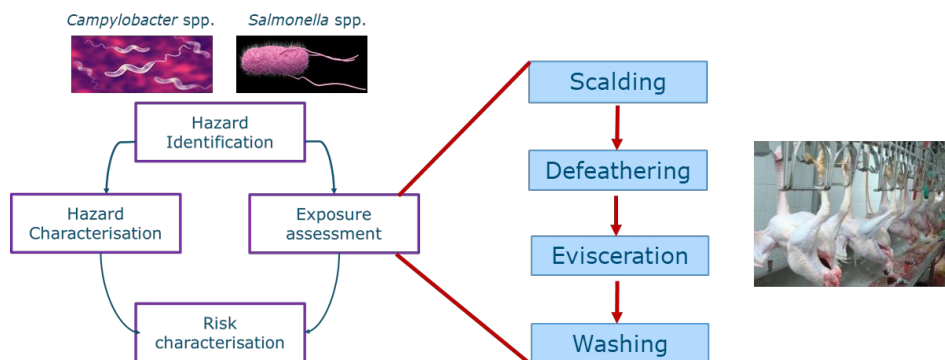 Campylobacter spp.
Salmonella spp.
Hazard
Identification
Hazard
Characterisation
Exposure
assessment
Risk
characterisation
Scalding
Defeathering
Evisceration
Washing